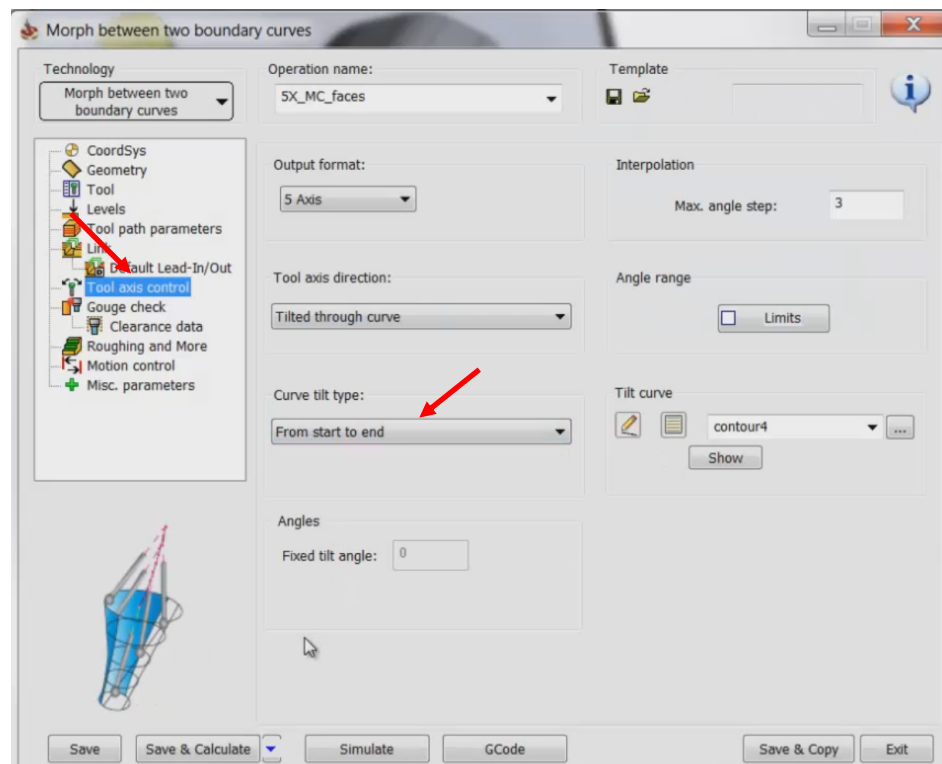 Morph between two boundary curves
Technology
Morph between two
boundary curves
Operation name:
5X_MC_faces
Template
CoordSys
Geometry
Tool
Levels
Tool path parameters
Link
Default Lead-In/Out
Tool axis control
Gouge check
Clearance data
Roughing and More
Motion control
Misc. parameters
Output format:
5 Axis
Interpolation
Max. angle step:
3
Tool axis direction:
Tilted through curve
Angle range
Limits
Curve tilt type:
From start to end
Tilt curve
contour4
...
Show
Angles
Fixed tilt angle:
0
Save
Save & Calculate
Simulate
GCode
Save & Copy
Exit